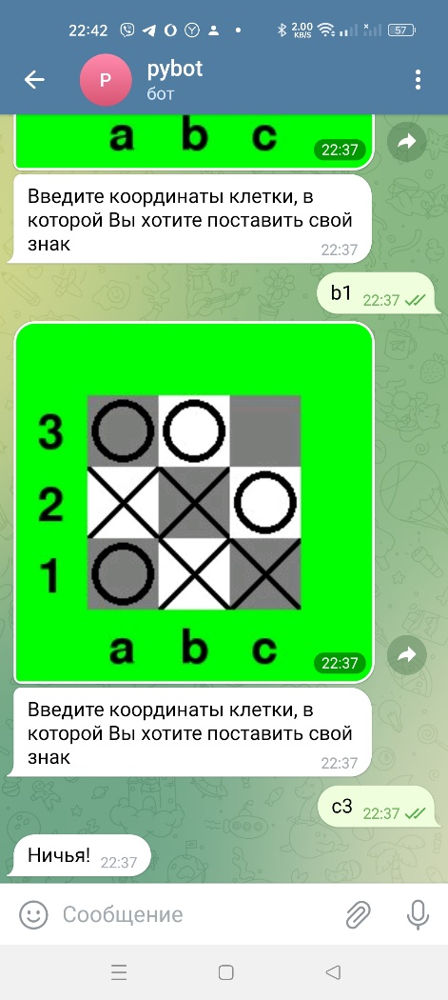 22:42
2.00
KB/S
57
P
pybot
бот
a b c
22:37
Введите координаты клетки, в
которой Вы хотите поставить свой
знак
22:37
b1 22:37
3
2
1
a b c
22:37
Введите координаты клетки, в
которой Вы хотите поставить свой
знак
22:37
c3 22:37
Ничья! 22:37
Сообщение